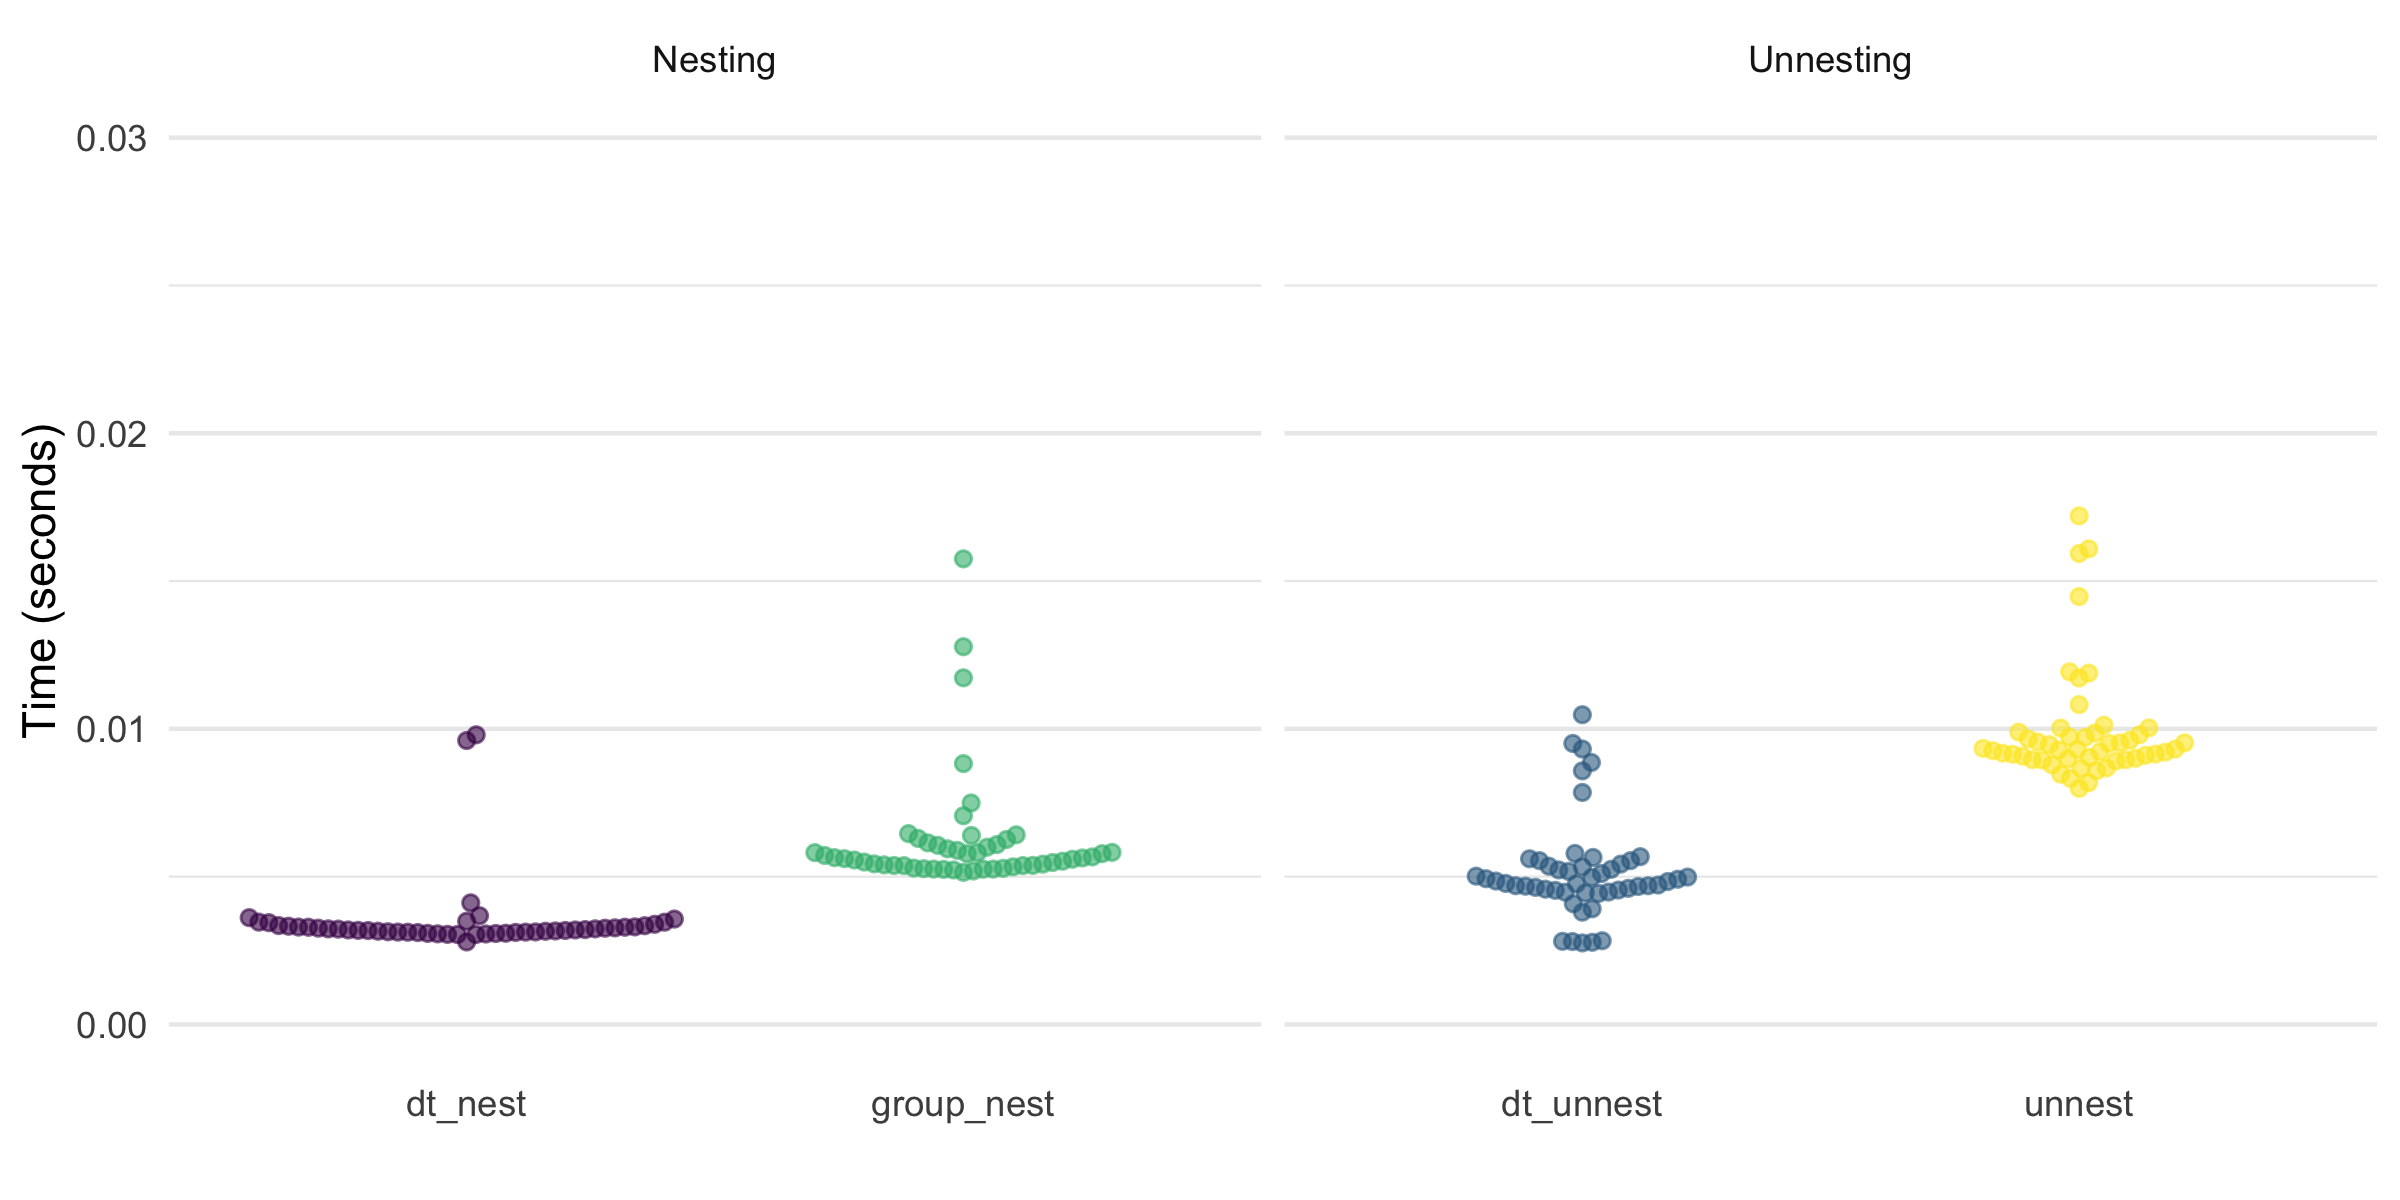 Nesting
Unnesting
Time (seconds)
0.03
0.02
0.01
0.00
dt_nest
group_nest
dt_unnest
unnest